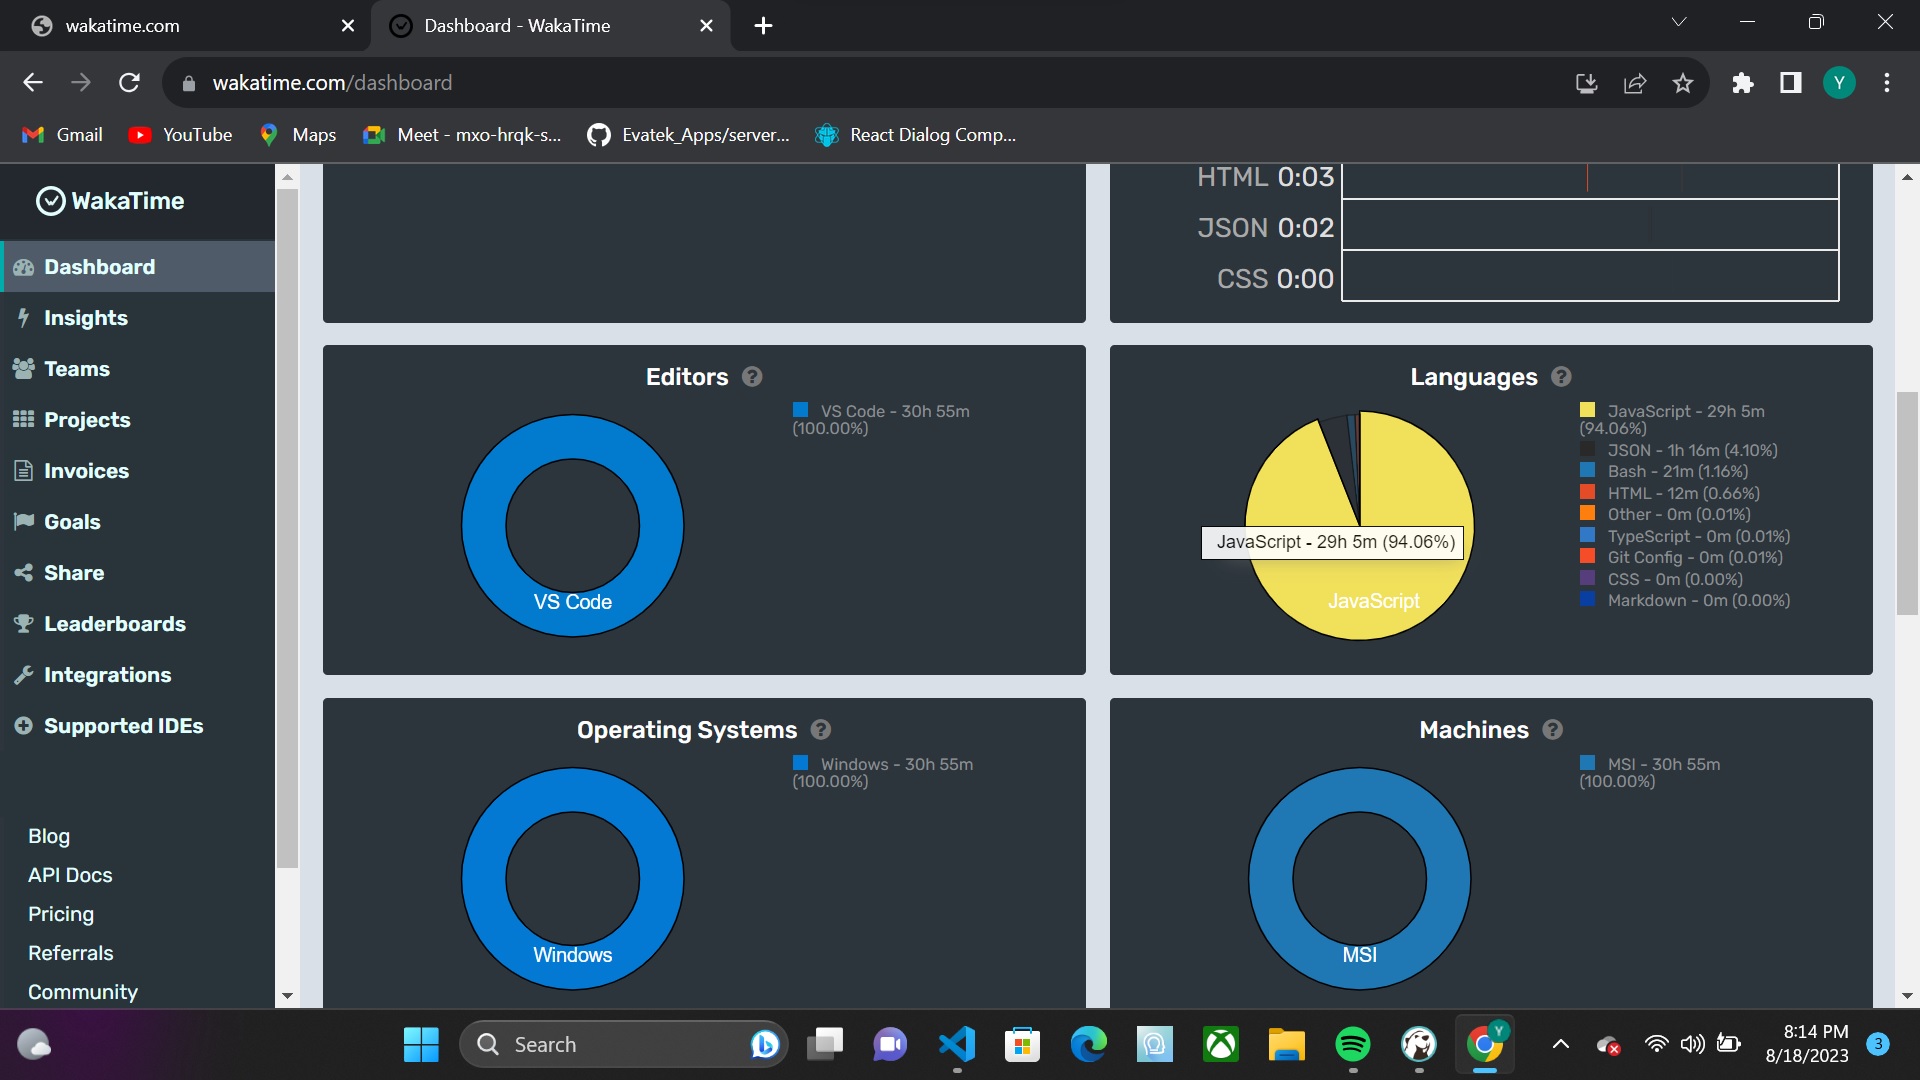 wakatime.com
Dashboard - WakaTime
wakatime.com/dashboard
Y
Gmail
YouTube
Maps
Meet - mxo-hrqk-s...
Evatek_Apps/server...
React Dialog Comp...
WakaTime
Dashboard
Insights
Teams
Projects
Invoices
Goals
Share
Leaderboards
Integrations
Supported IDEs
Blog
API Docs
Pricing
Referrals
Community
HTML 0:03
JSON 0:02
CSS 0:00
Editors ?
VS Code - 30h 55m
(100.00%)
VS Code
Languages ?
JavaScript - 29h 5m
(94.06%)
JSON - 1h 16m (4.10%)
Bash - 21m (1.16%)
HTML - 12m (0.66%)
Other - 0m (0.01%)
TypeScript - 0m (0.01%)
Git Config - 0m (0.01%)
CSS - 0m (0.00%)
Markdown - 0m (0.00%)
JavaScript - 29h 5m (94.06%)
JavaScript
Operating Systems ?
Windows - 30h 55m
(100.00%)
Windows
Machines ?
MSI - 30h 55m
(100.00%)
MSI
Search
Y
8:14 PM
8/18/2023
3